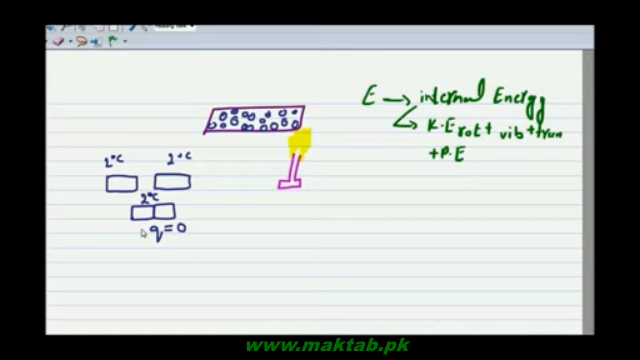 E → internal Energy
→ K.E rot + vib + tran
+ P.E
2°C 2°C
2°C
q = 0
www.maktab.pk